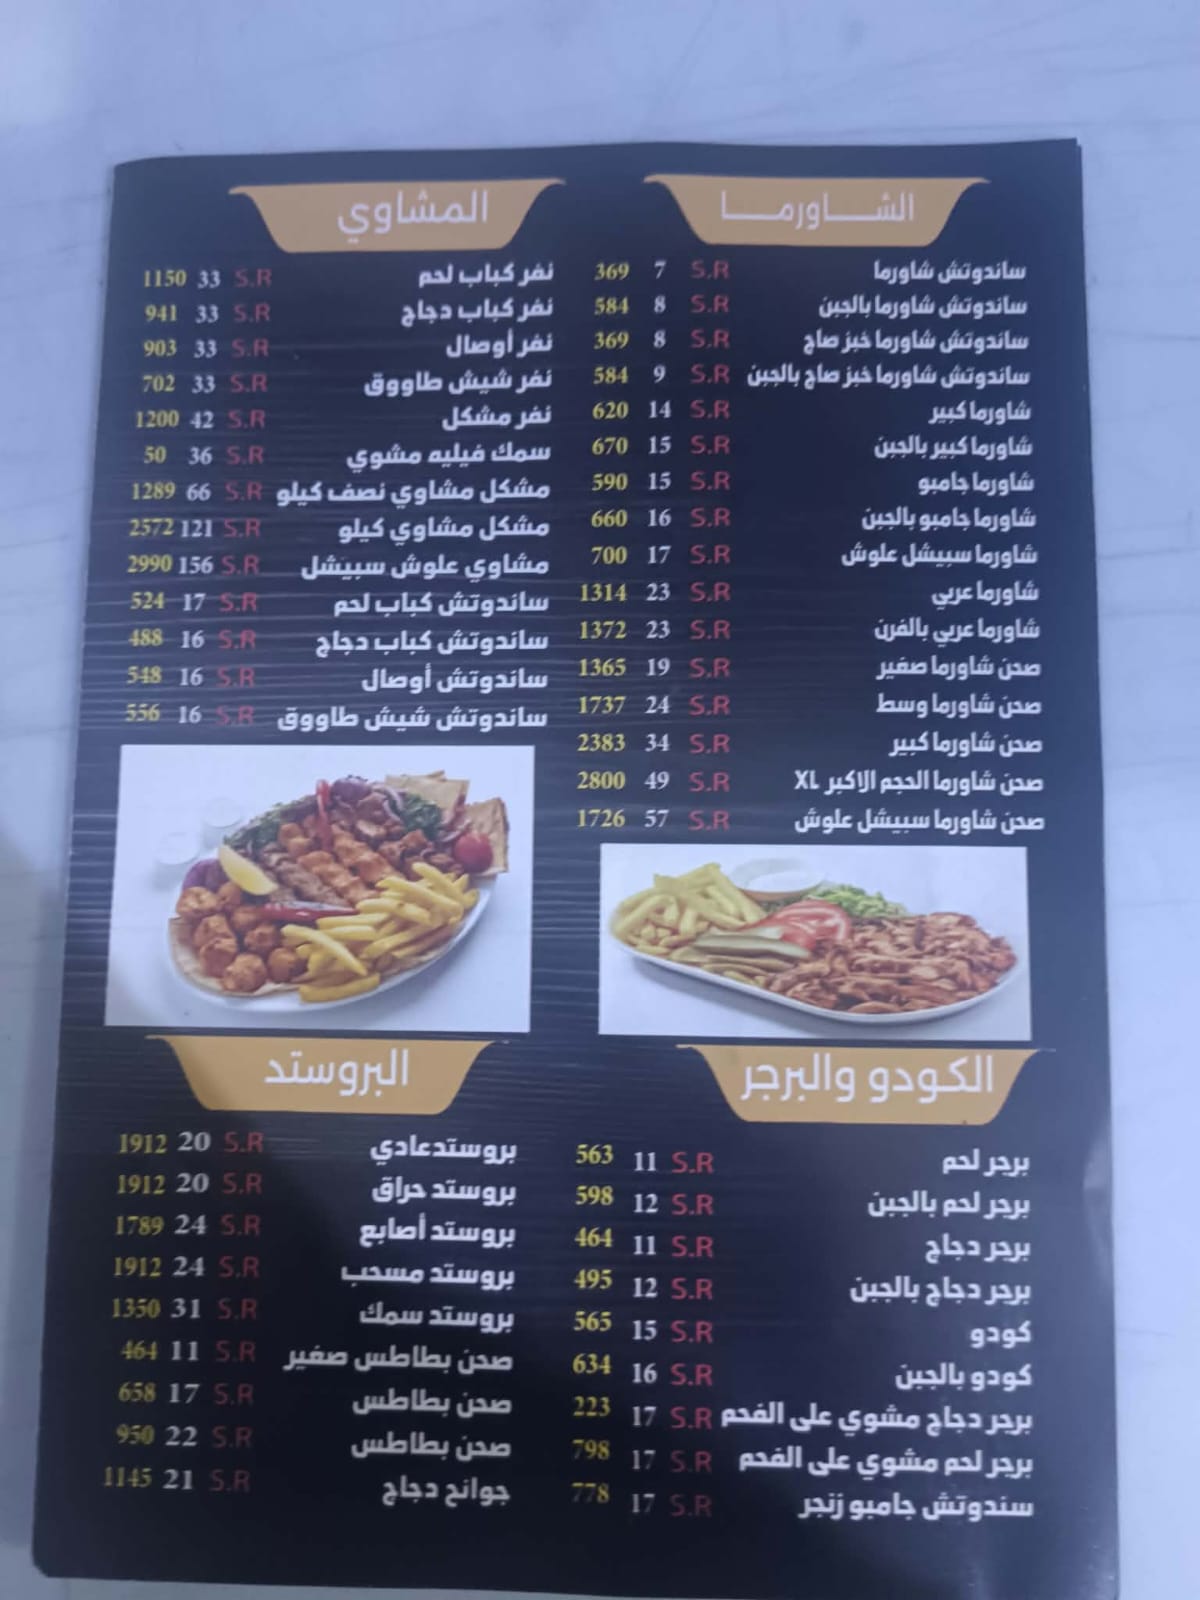 الشاورما
ساندوتش شاورما S.R 7 369
ساندوتش شاورما بالجبن S.R 8 584
ساندوتش شاورما خبز صاج S.R 8 369
ساندوتش شاورما خبز صاج بالجبن S.R 9 584
شاورما كبير S.R 14 620
شاورما كبير بالجبن S.R 15 670
شاورما جامبو S.R 15 590
شاورما جامبو بالجبن S.R 16 660
شاورما سبيشل علوش S.R 17 700
شاورما عربي S.R 23 1314
شاورما عربي بالفرن S.R 23 1372
صحن شاورما صغير S.R 19 1365
صحن شاورما وسط S.R 24 1737
صحن شاورما كبير S.R 34 2383
صحن شاورما الحجم الاكبر XL S.R 49 2800
صحن شاورما سبيشل علوش S.R 57 1726
المشاوي
نفر كباب لحم S.R 33 1150
نفر كباب دجاج S.R 33 941
نفر أوصال S.R 33 903
نفر شيش طاووق S.R 33 702
نفر مشكل S.R 42 1200
سمك فيليه مشوي S.R 36 50
مشكل مشاوي نصف كيلو S.R 66 1289
مشكل مشاوي كيلو S.R 121 2572
مشاوي علوش سبيشل S.R 156 2990
ساندوتش كباب لحم S.R 17 524
ساندوتش كباب دجاج S.R 16 488
ساندوتش أوصال S.R 16 548
ساندوتش شيش طاووق S.R 16 556
الكودو والبرجر
برجر لحم S.R 11 563
برجر لحم بالجبن S.R 12 598
برجر دجاج S.R 11 464
برجر دجاج بالجبن S.R 12 495
كودو S.R 15 565
كودو بالجبن S.R 16 634
برجر دجاج مشوي على الفحم S.R 17 223
برجر لحم مشوي على الفحم S.R 17 798
سندوتش جامبو زنجر S.R 17 778
البروستد
بروستدعادي S.R 20 1912
بروستد حراق S.R 20 1912
بروستد أصابع S.R 24 1789
بروستد مسحب S.R 24 1912
بروستد سمك S.R 31 1350
صحن بطاطس صغير S.R 11 464
صحن بطاطس S.R 17 658
صحن بطاطس S.R 22 950
جوانح دجاج S.R 21 1145